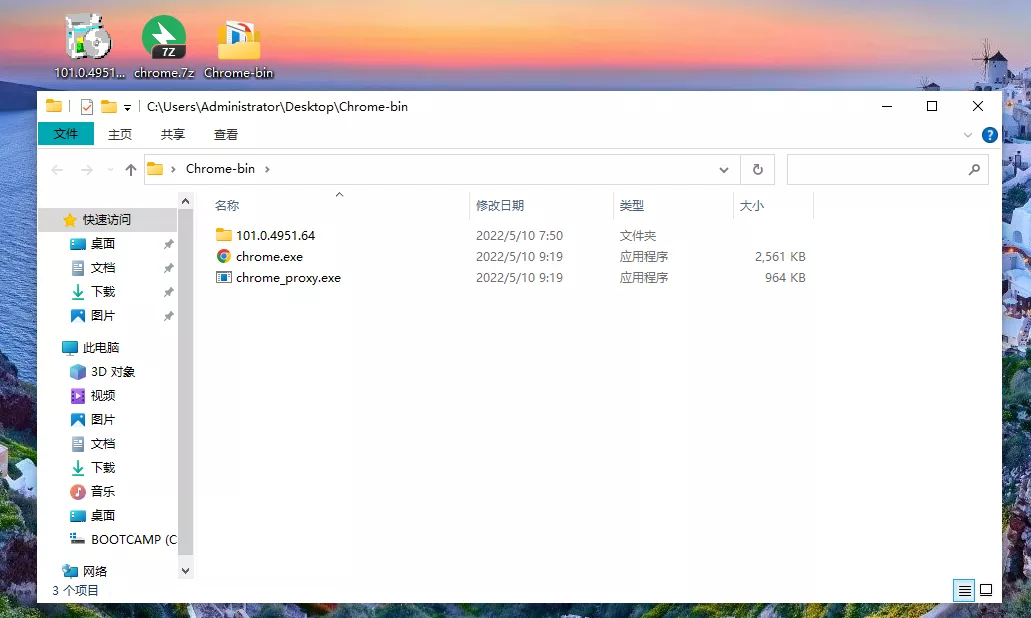 101.0.4951... chrome.7z Chrome-bin
7Z
C:\Users\Administrator\Desktop\Chrome-bin
文件 主页 共享 查看
Chrome-bin
名称 修改日期 类型 大小
101.0.4951.64 2022/5/10 7:50 文件夹
chrome.exe 2022/5/10 9:19 应用程序 2,561 KB
chrome_proxy.exe 2022/5/10 9:19 应用程序 964 KB
快速访问
桌面
文档
下载
图片
此电脑
3D 对象
视频
图片
文档
下载
音乐
桌面
BOOTCAMP (C
网络
3 个项目